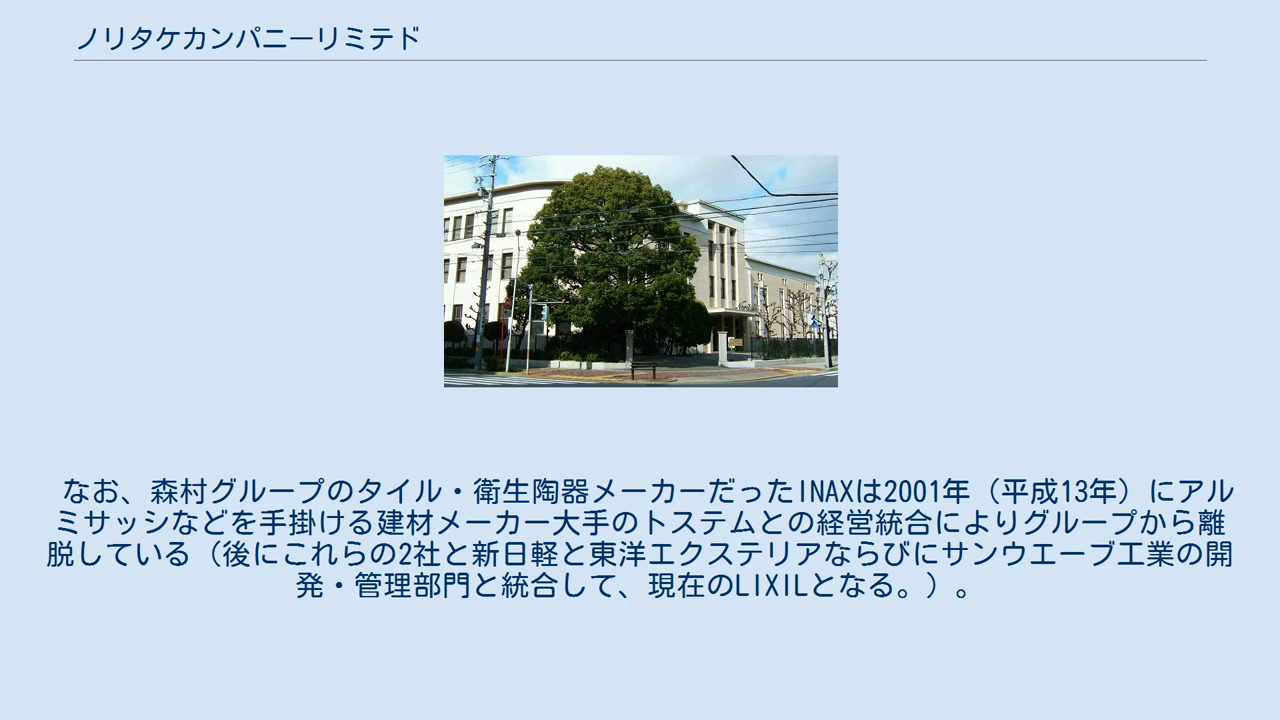 ノリタケカンパニーリミテド
なお、森村グループのタイル・衛生陶器メーカーだったINAXは2001年（平成13年）にアル
ミサッシなどを手掛ける建材メーカー大手のトステムとの経営統合によりグループから離
脱している（後にこれらの2社と新日軽と東洋エクステリアならびにサンウエーブ工業の開
発・管理部門と統合して、現在のLIXILとなる。）。